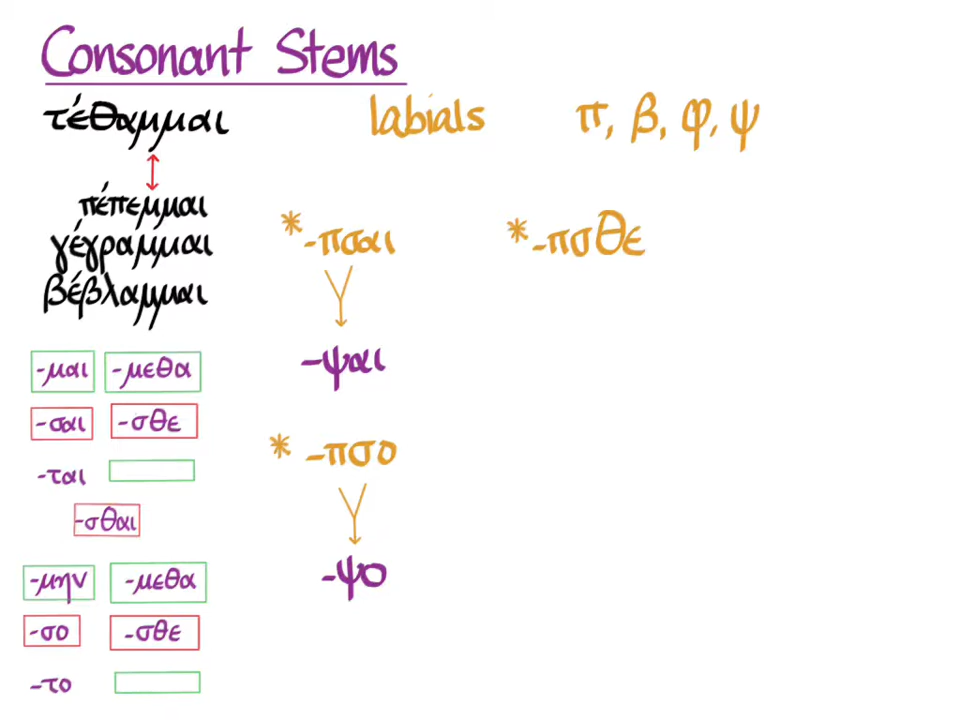 Consonant Stems
τέθαμμαι labials π, β, φ, ψ
πέπεμμαι
γέγραμμαι
βέβλαμμαι
* -πσαι * -πσθε
-ψαι
-μαι -μεθα
-σαι -σθε
-ται
-σθαι
* -πσο
-ψο
-μην -μεθα
-σο -σθε
-το